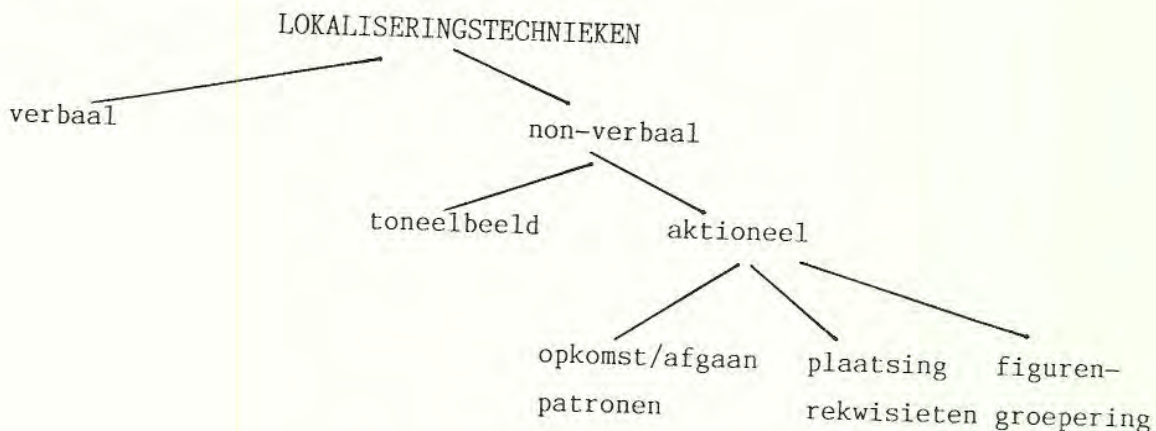 LOKALISERINGSTECHNIEKEN
verbaal
non-verbaal
toneelbeeld
aktioneel
opkomst/afgaan
patronen
plaatsing
rekwisieten
figuren-
groepering